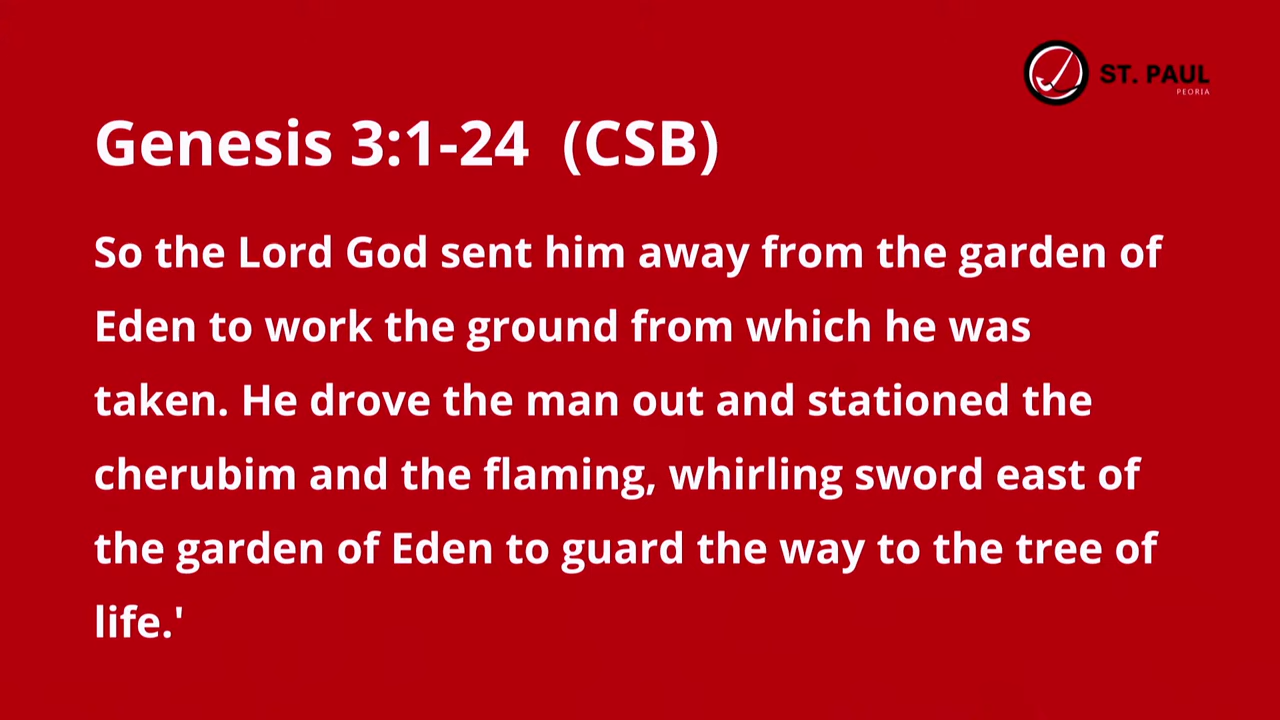 ST. PAUL
PEORIA
Genesis 3:1-24 (CSB)
So the Lord God sent him away from the garden of
Eden to work the ground from which he was
taken. He drove the man out and stationed the
cherubim and the flaming, whirling sword east of
the garden of Eden to guard the way to the tree of
life.'